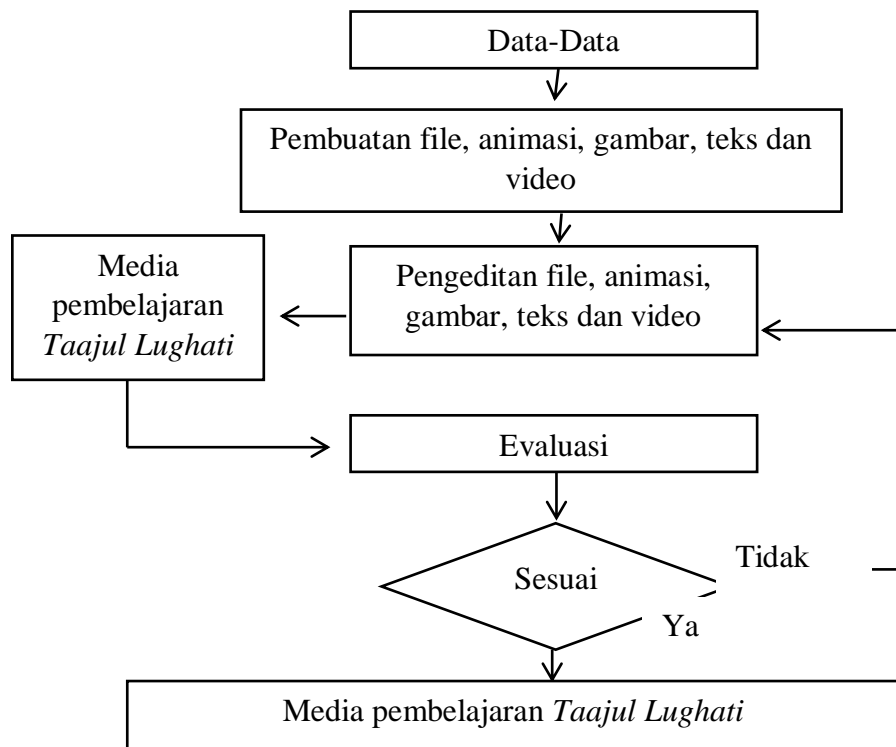 Data-Data
Pembuatan file, animasi, gambar, teks dan
video
Pengeditan file, animasi,
gambar, teks dan video
Media
pembelajaran
Taajul Lughati
Evaluasi
Sesuai
Tidak
Ya
Media pembelajaran Taajul Lughati